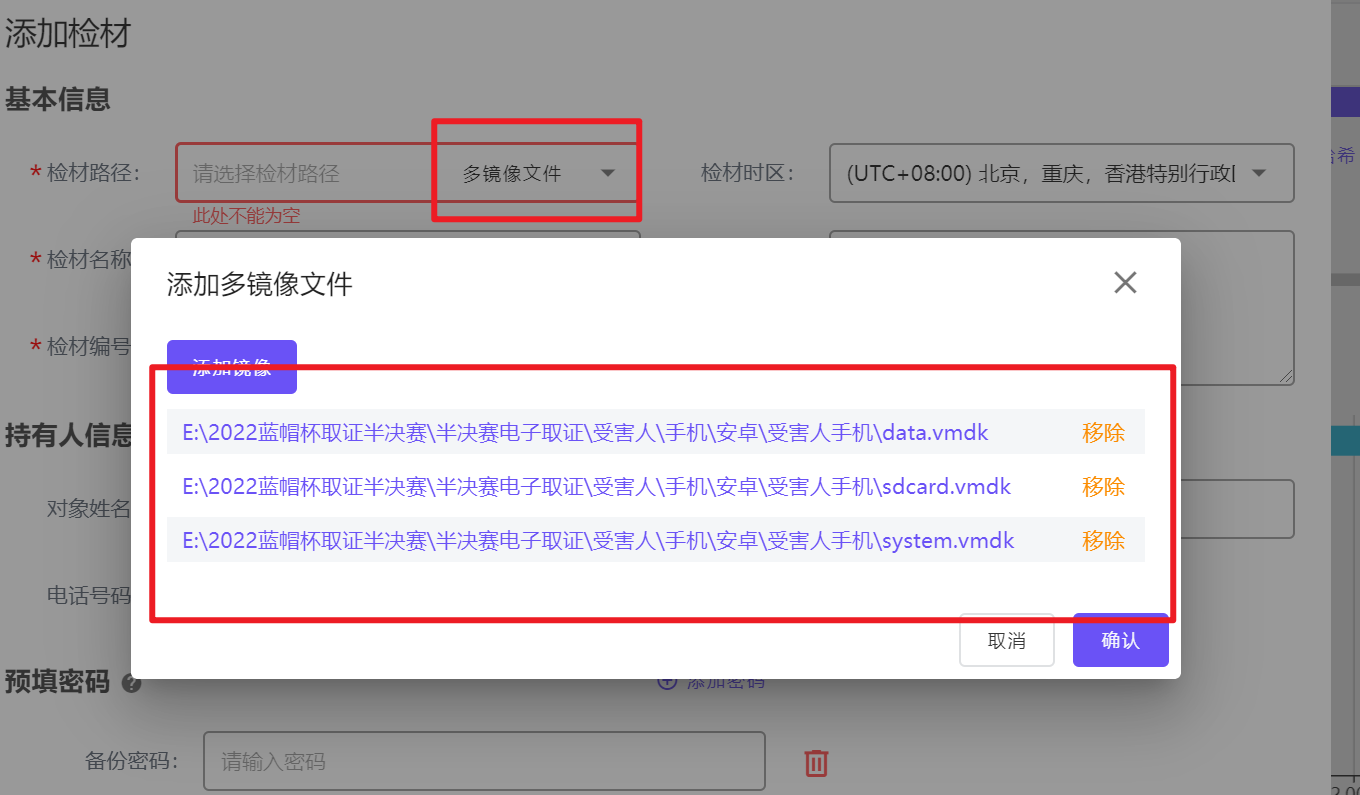 添加检材
基本信息
* 检材路径： 请选择检材路径 多镜像文件 检材时区： (UTC+08:00) 北京，重庆，香港特别行政
此处不能为空
哈希
* 检材名称
添加多镜像文件
* 检材编号
添加镜像
E:\2022蓝帽杯取证半决赛\半决赛电子取证\受害人\手机\安卓\受害人手机\data.vmdk 移除
持有人信息
E:\2022蓝帽杯取证半决赛\半决赛电子取证\受害人\手机\安卓\受害人手机\sdcard.vmdk 移除
对象姓名
E:\2022蓝帽杯取证半决赛\半决赛电子取证\受害人\手机\安卓\受害人手机\system.vmdk 移除
电话号码
取消 确认
预填密码 ? 添加密码
备份密码： 请输入密码